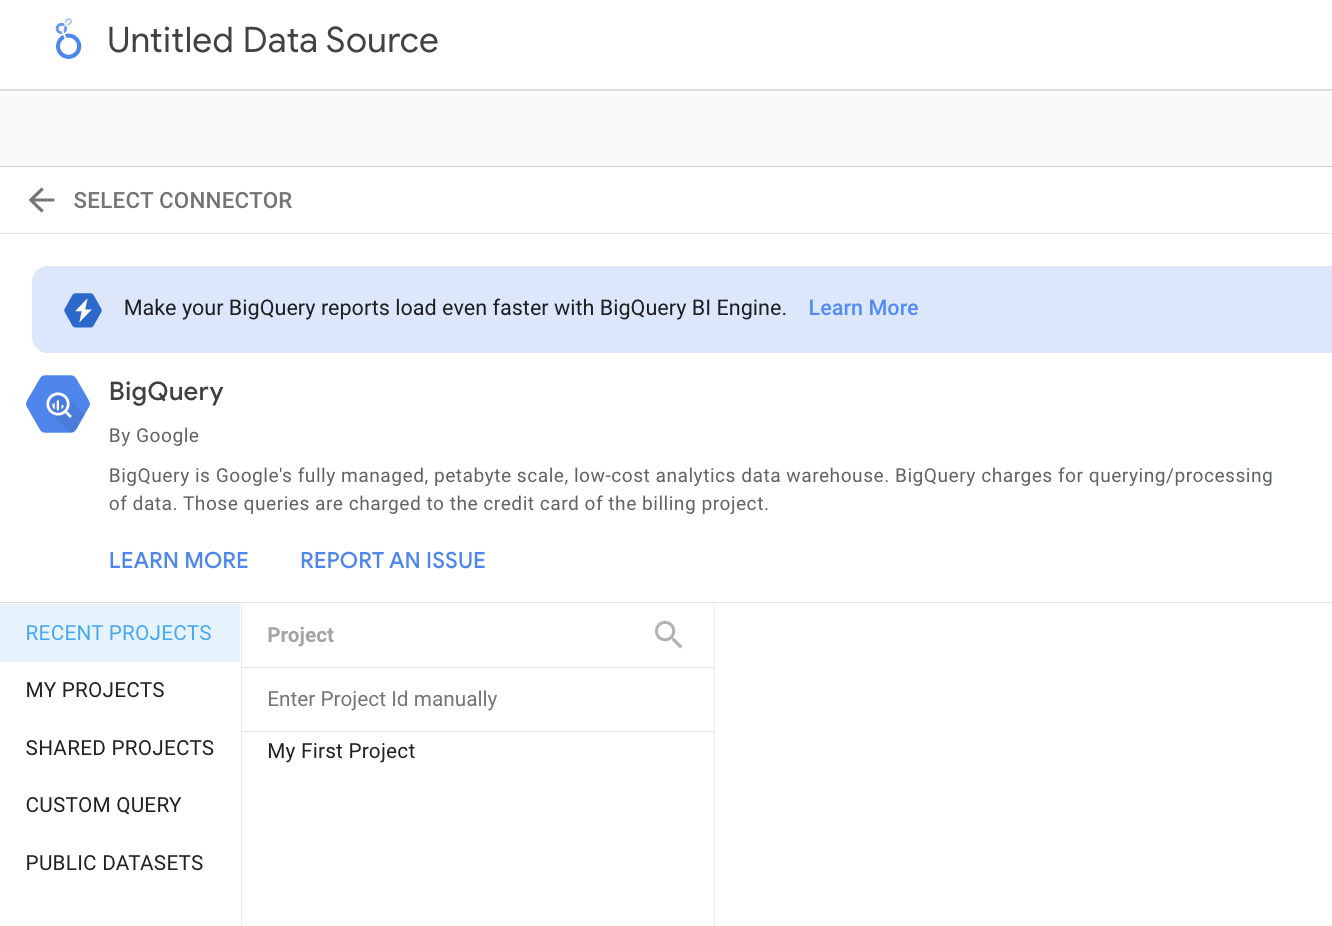 Untitled Data Source
SELECT CONNECTOR
Make your BigQuery reports load even faster with BigQuery BI Engine. Learn More
BigQuery
By Google
BigQuery is Google's fully managed, petabyte scale, low-cost analytics data warehouse. BigQuery charges for querying/processing
of data. Those queries are charged to the credit card of the billing project.
LEARN MORE REPORT AN ISSUE
RECENT PROJECTS
MY PROJECTS
SHARED PROJECTS
CUSTOM QUERY
PUBLIC DATASETS
Project
Enter Project Id manually
My First Project